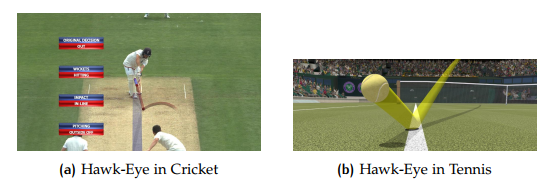 ORIGINAL DECISION
OUT
WICKETS
HITTING
IMPACT
IN-LINE
PITCHING
OUTSIDE OFF
(a) Hawk-Eye in Cricket
(b) Hawk-Eye in Tennis